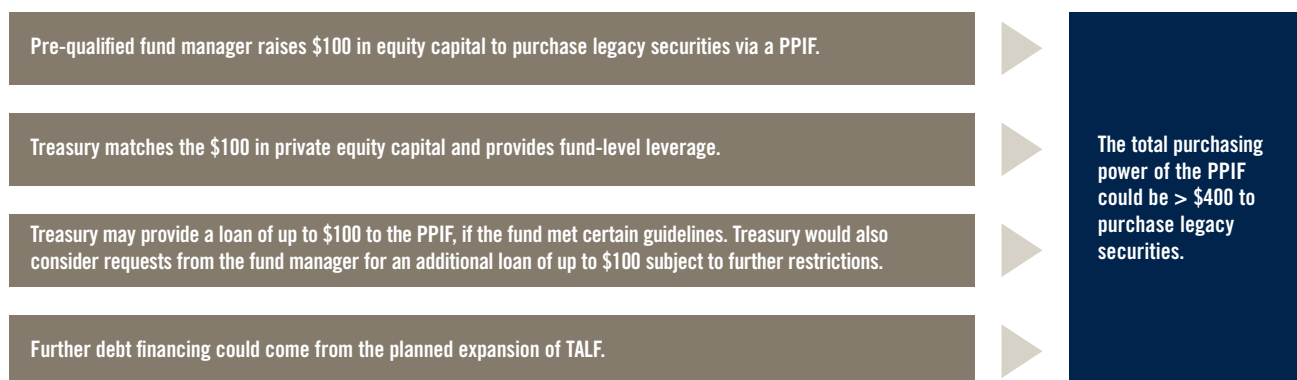 Pre-qualified fund manager raises $100 in equity capital to purchase legacy securities via a PPIF.
Treasury matches the $100 in private equity capital and provides fund-level leverage.
Treasury may provide a loan of up to $100 to the PPIF, if the fund met certain guidelines. Treasury would also
consider requests from the fund manager for an additional loan of up to $100 subject to further restrictions.
Further debt financing could come from the planned expansion of TALF.
The total purchasing
power of the PPIF
could be > $400 to
purchase legacy
securities.